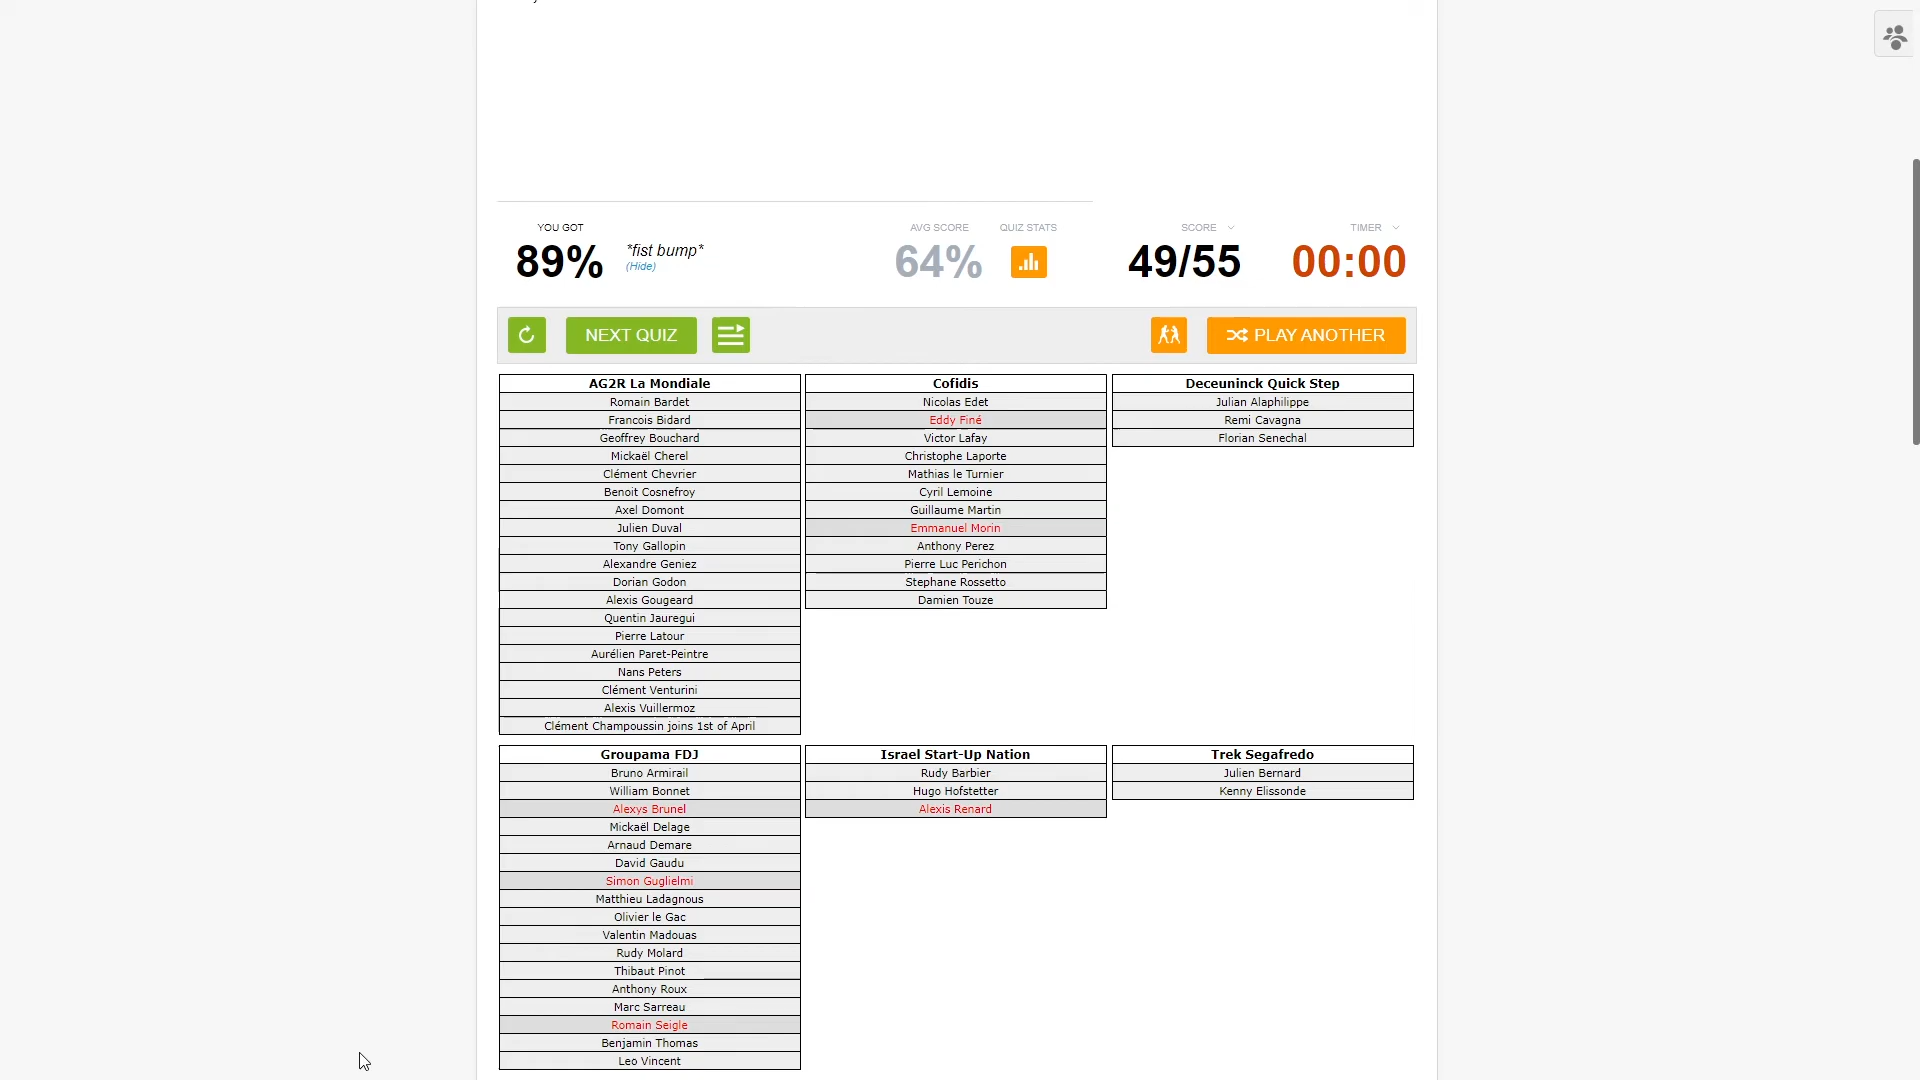 YOU GOT
89%
*fist bump*
(Hide)
AVG SCORE
64%
QUIZ STATS
SCORE
49/55
TIMER
00:00
NEXT QUIZ
PLAY ANOTHER
AG2R La Mondiale
Romain Bardet
Francois Bidard
Geoffrey Bouchard
Mickaël Cherel
Clément Chevrier
Benoit Cosnefroy
Axel Domont
Julien Duval
Tony Gallopin
Alexandre Geniez
Dorian Godon
Alexis Gougeard
Quentin Jauregui
Pierre Latour
Aurélien Paret-Peintre
Nans Peters
Clément Venturini
Alexis Vuillermoz
Clément Champoussin joins 1st of April
Cofidis
Nicolas Edet
Eddy Finé
Victor Lafay
Christophe Laporte
Mathias le Turnier
Cyril Lemoine
Guillaume Martin
Emmanuel Morin
Anthony Perez
Pierre Luc Perichon
Stephane Rossetto
Damien Touze
Deceuninck Quick Step
Julian Alaphilippe
Remi Cavagna
Florian Senechal
Groupama FDJ
Bruno Armirail
William Bonnet
Alexys Brunel
Mickaël Delage
Arnaud Demare
David Gaudu
Simon Guglielmi
Matthieu Ladagnous
Olivier le Gac
Valentin Madouas
Rudy Molard
Thibaut Pinot
Anthony Roux
Marc Sarreau
Romain Seigle
Benjamin Thomas
Leo Vincent
Israel Start-Up Nation
Rudy Barbier
Hugo Hofstetter
Alexis Renard
Trek Segafredo
Julien Bernard
Kenny Elissonde